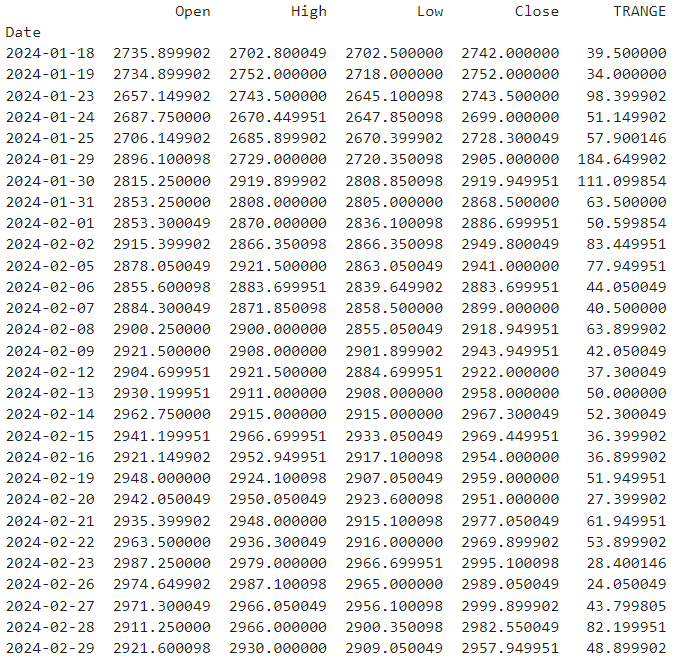 Open High Low Close TRANGE
Date
2024-01-18 2735.899902 2702.800049 2702.500000 2742.000000 39.500000
2024-01-19 2734.899902 2752.000000 2718.000000 2752.000000 34.000000
2024-01-23 2657.149902 2743.500000 2645.100098 2743.500000 98.399902
2024-01-24 2687.750000 2670.449951 2647.850098 2699.000000 51.149902
2024-01-25 2706.149902 2685.899902 2670.399902 2728.300049 57.900146
2024-01-29 2896.100098 2729.000000 2720.350098 2905.000000 184.649902
2024-01-30 2815.250000 2919.899902 2808.850098 2919.949951 111.099854
2024-01-31 2853.250000 2808.000000 2805.000000 2868.500000 63.500000
2024-02-01 2853.300049 2870.000000 2836.100098 2886.699951 50.599854
2024-02-02 2915.399902 2866.350098 2866.350098 2949.800049 83.449951
2024-02-05 2878.050049 2921.500000 2863.050049 2941.000000 77.949951
2024-02-06 2855.600098 2883.699951 2839.649902 2883.699951 44.050049
2024-02-07 2884.300049 2871.850098 2858.500000 2899.000000 40.500000
2024-02-08 2900.250000 2900.000000 2855.050049 2918.949951 63.899902
2024-02-09 2921.500000 2908.000000 2901.899902 2943.949951 42.050049
2024-02-12 2904.699951 2921.500000 2884.699951 2922.000000 37.300049
2024-02-13 2930.199951 2911.000000 2908.000000 2958.000000 50.000000
2024-02-14 2962.750000 2915.000000 2915.000000 2967.300049 52.300049
2024-02-15 2941.199951 2966.699951 2933.050049 2969.449951 36.399902
2024-02-16 2921.149902 2952.949951 2917.100098 2954.000000 36.899902
2024-02-19 2948.000000 2924.100098 2907.050049 2959.000000 51.949951
2024-02-20 2942.050049 2950.050049 2923.600098 2951.000000 27.399902
2024-02-21 2935.399902 2948.000000 2915.100098 2977.050049 61.949951
2024-02-22 2963.500000 2936.300049 2916.000000 2969.899902 53.899902
2024-02-23 2987.250000 2979.000000 2966.699951 2995.100098 28.400146
2024-02-26 2974.649902 2987.100098 2965.000000 2989.050049 24.050049
2024-02-27 2971.300049 2966.050049 2956.100098 2999.899902 43.799805
2024-02-28 2911.250000 2966.000000 2900.350098 2982.550049 82.199951
2024-02-29 2921.600098 2930.000000 2909.050049 2957.949951 48.899902